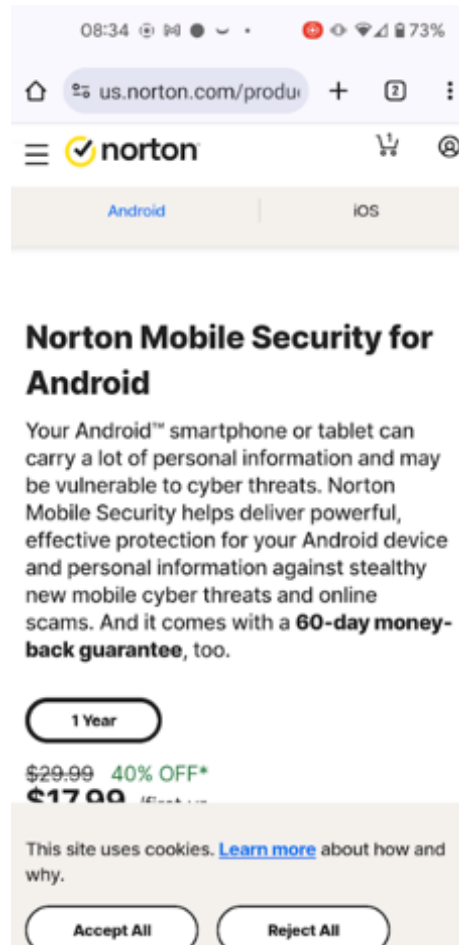 08:34 73%
us.norton.com/produ 2
norton 1
Android iOS
Norton Mobile Security for
Android
Your Android™ smartphone or tablet can
carry a lot of personal information and may
be vulnerable to cyber threats. Norton
Mobile Security helps deliver powerful,
effective protection for your Android device
and personal information against stealthy
new mobile cyber threats and online
scams. And it comes with a 60-day money-
back guarantee, too.
1 Year
$29.99 40% OFF*
$17.99 /first yr
This site uses cookies. Learn more about how and
why.
Accept All Reject All